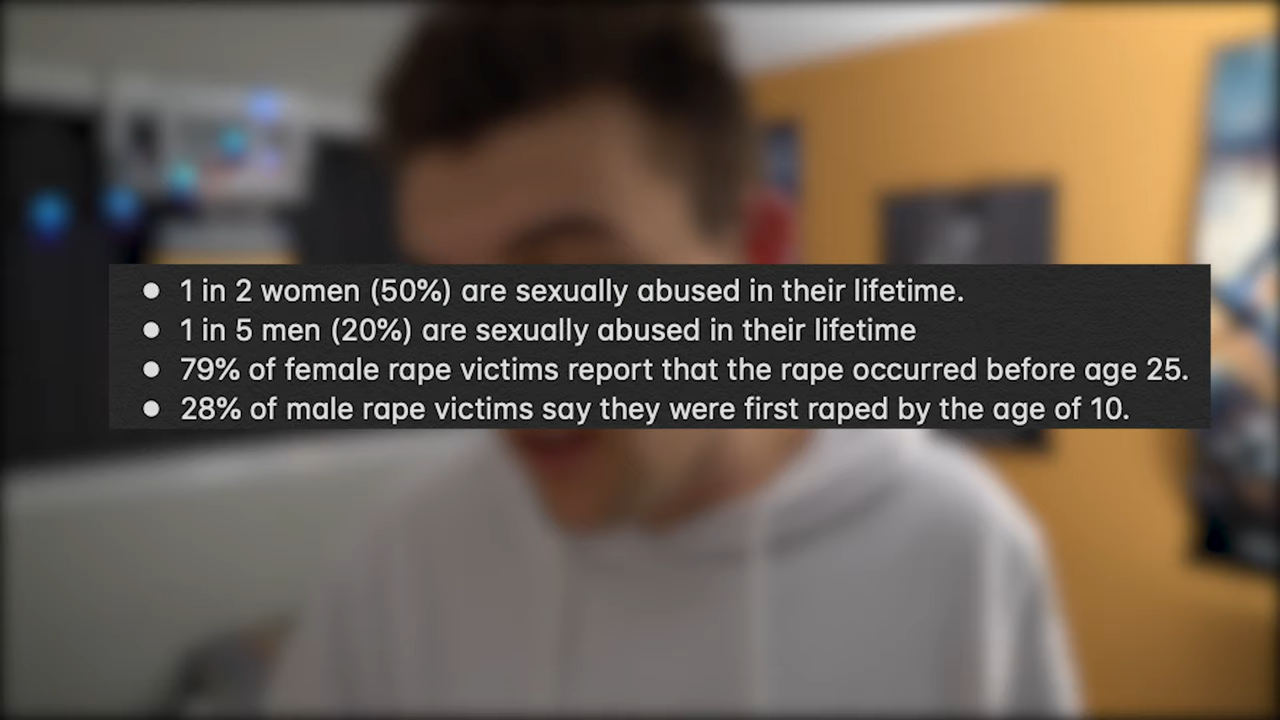 ● 1 in 2 women (50%) are sexually abused in their lifetime.
● 1 in 5 men (20%) are sexually abused in their lifetime
● 79% of female rape victims report that the rape occurred before age 25.
● 28% of male rape victims say they were first raped by the age of 10.